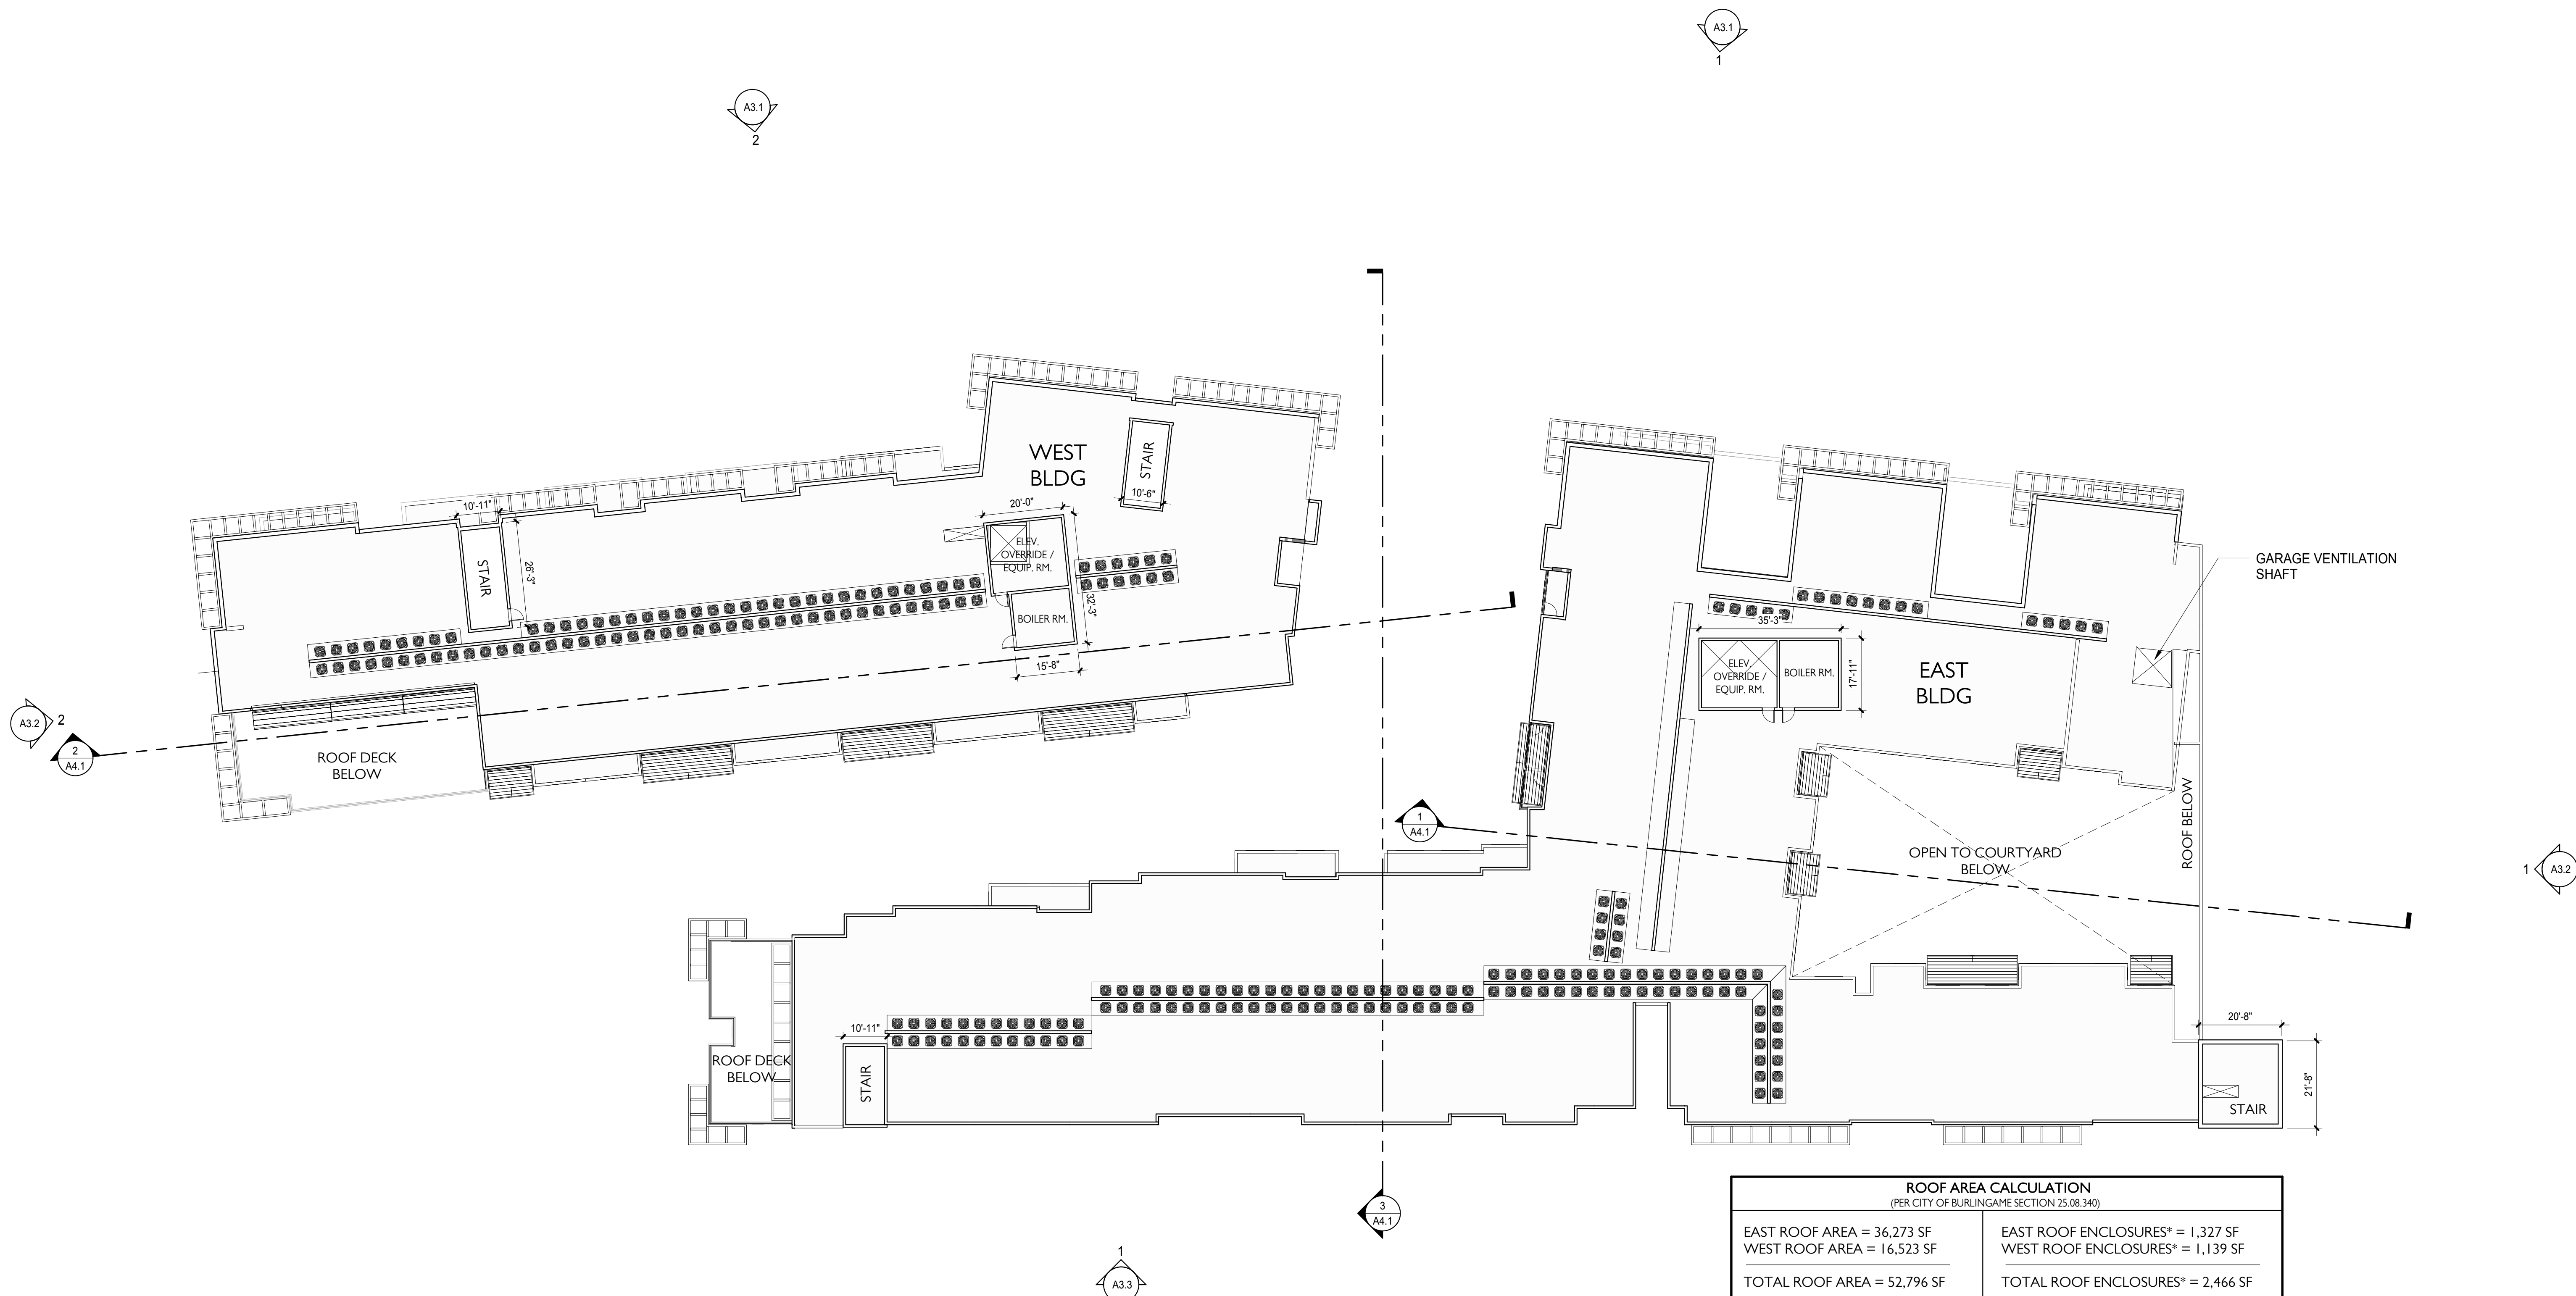 A3.1
1
A3.1
2
WEST
BLDG
STAIR
10'-6"
10'-11"
26'-3"
STAIR
20'-0"
ELEV.
OVERRIDE /
EQUIP. RM.
32'-3"
BOILER RM.
15'-8"
GARAGE VENTILATION
SHAFT
35'-3"
ELEV.
OVERRIDE /
EQUIP. RM.
BOILER RM.
17'-11"
EAST
BLDG
A3.2
2
2
A4.1
ROOF DECK
BELOW
1
A4.1
ROOF BELOW
OPEN TO COURTYARD
BELOW
1
A3.2
10'-11"
ROOF DECK
BELOW
STAIR
20'-8"
21'-8"
STAIR
3
A4.1
1
A3.3
ROOF AREA CALCULATION
(PER CITY OF BURLINGAME SECTION 25.08.340)
EAST ROOF AREA = 36,273 SF
WEST ROOF AREA = 16,523 SF
TOTAL ROOF AREA = 52,796 SF
EAST ROOF ENCLOSURES* = 1,327 SF
WEST ROOF ENCLOSURES* = 1,139 SF
TOTAL ROOF ENCLOSURES* = 2,466 SF